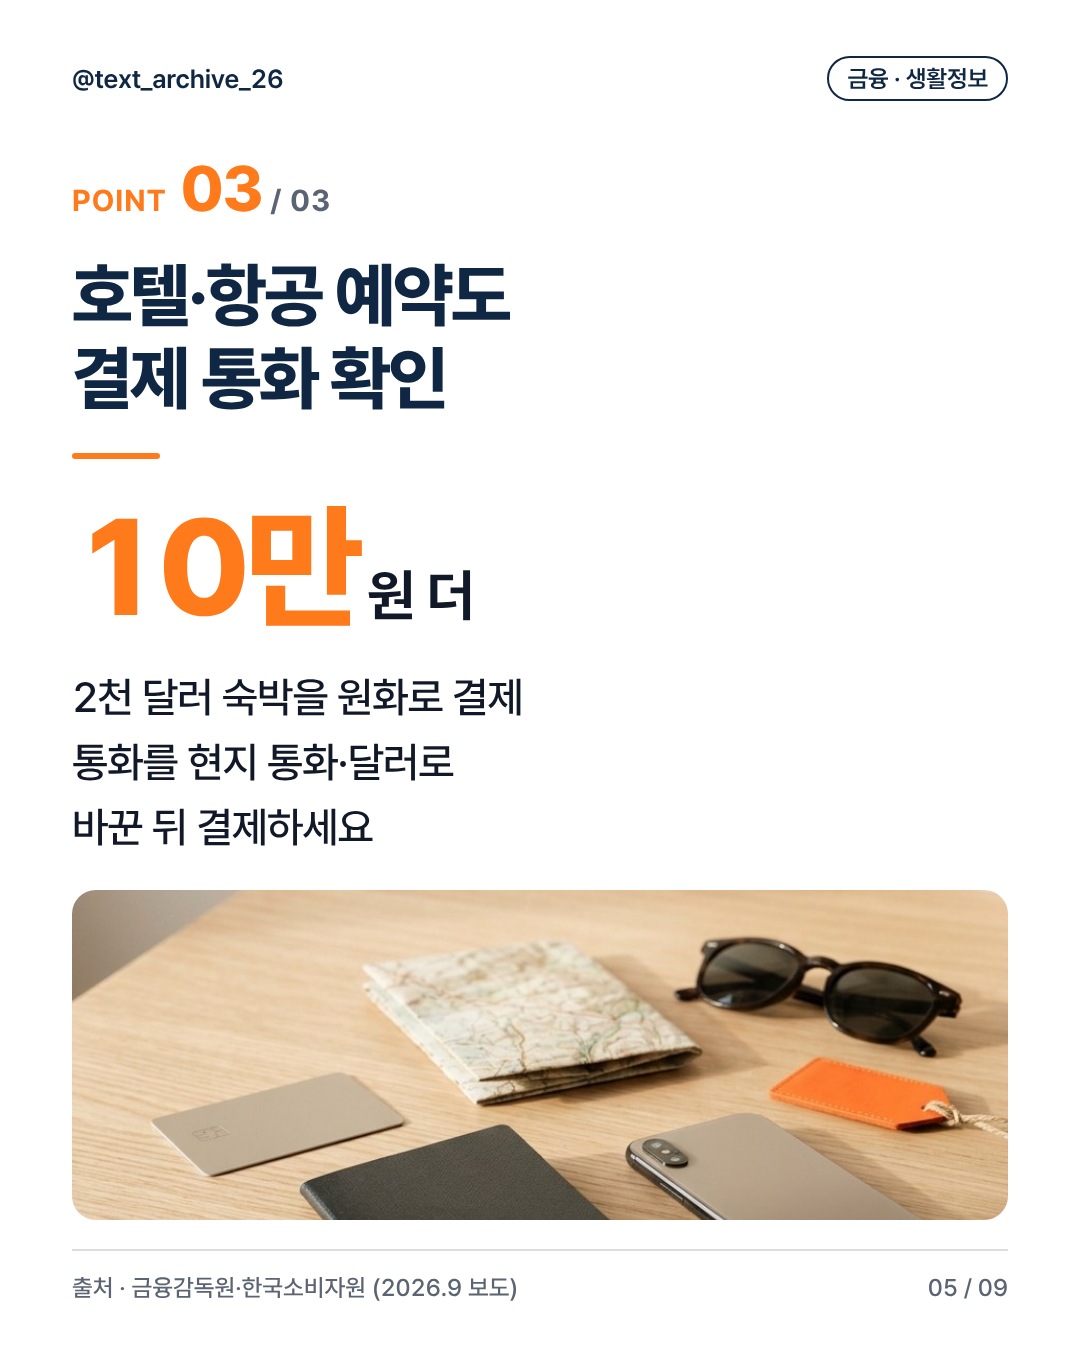 @text_archive_26
금융 · 생활정보
POINT 03 / 03
호텔·항공 예약도
결제 통화 확인
10만원 더
2천 달러 숙박을 원화로 결제
통화를 현지 통화·달러로
바꾼 뒤 결제하세요
출처 · 금융감독원·한국소비자원 (2026.9 보도)
05 / 09